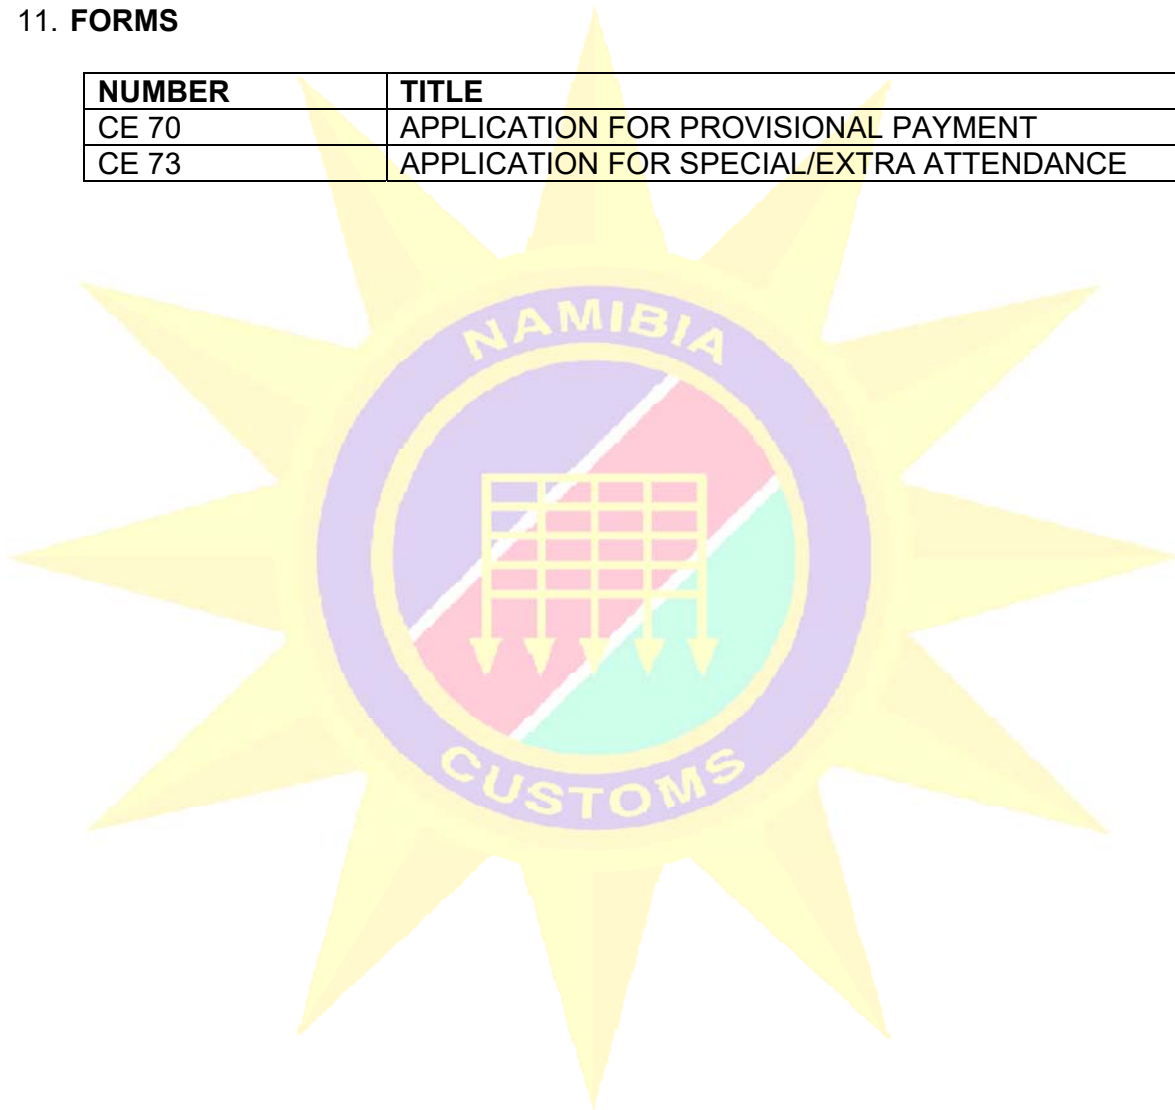 11. FORMS
NUMBER TITLE
CE 70 APPLICATION FOR PROVISIONAL PAYMENT
CE 73 APPLICATION FOR SPECIAL/EXTRA ATTENDANCE
NAMIBIA
CUSTOMS